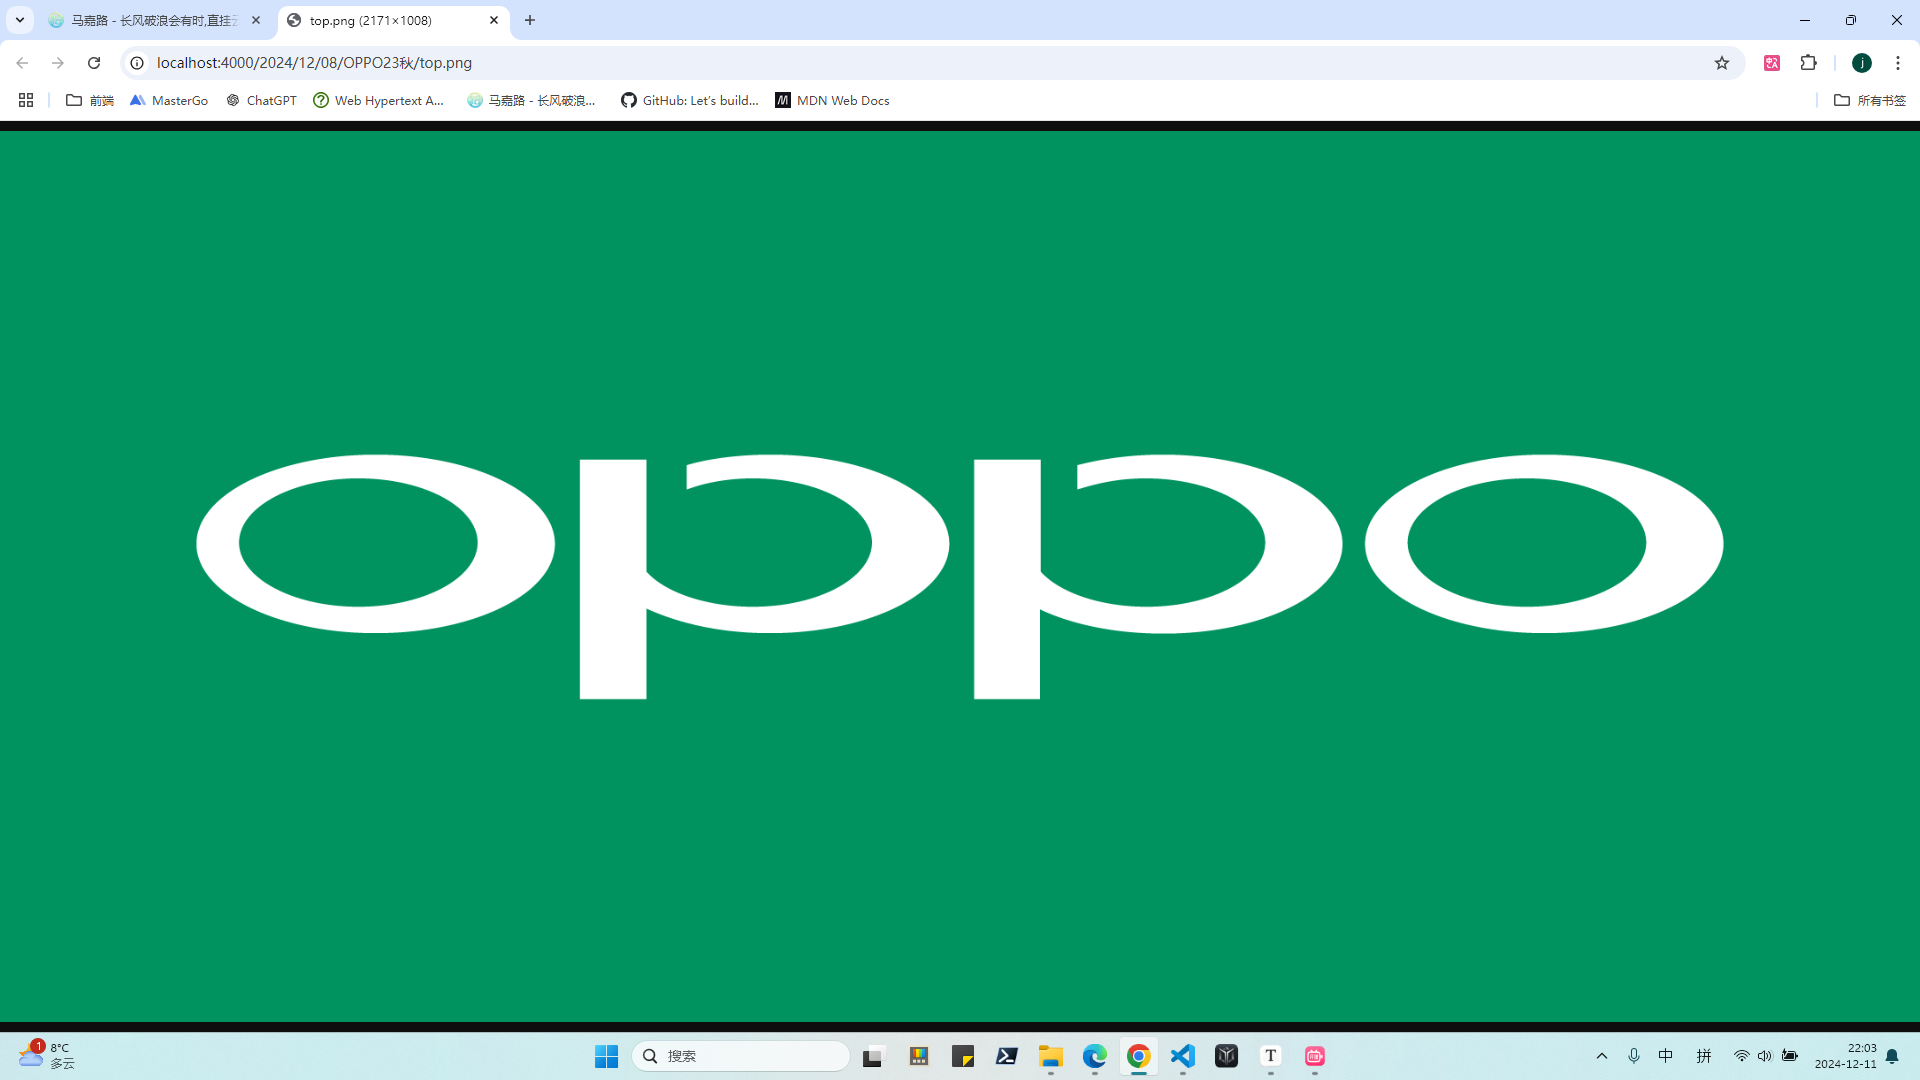 马嘉路 - 长风破浪会有时,直挂
top.png (2171×1008)
localhost:4000/2024/12/08/OPPO23秋/top.png
前端
MasterGo
ChatGPT
Web Hypertext A...
马嘉路 - 长风破浪...
GitHub: Let's build...
MDN Web Docs
所有书签
oppo
1
8°C
多云
搜索
中
拼
22:03
2024-12-11